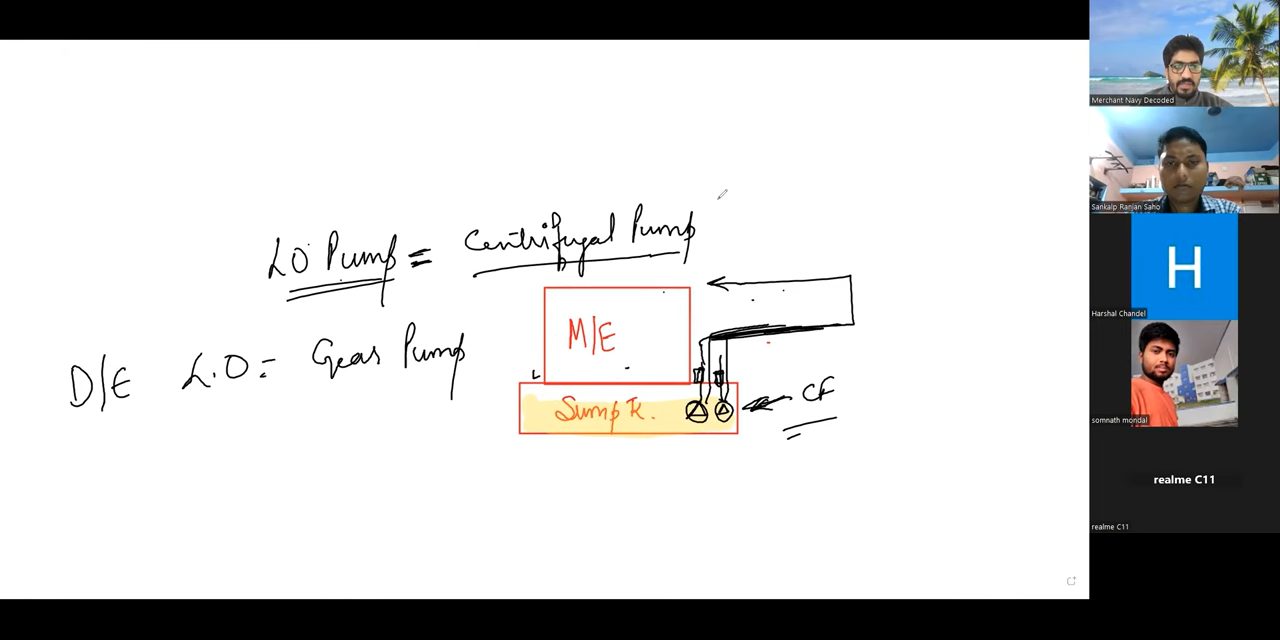 LO Pump = Centrifugal Pump
M/E
D/E L.O = Gear Pump
Sump Tk.
CF
Merchant Navy Decoded
Sankalp Ranjan Saho
H
Harshal Chandel
somnath mondal
realme C11
realme C11